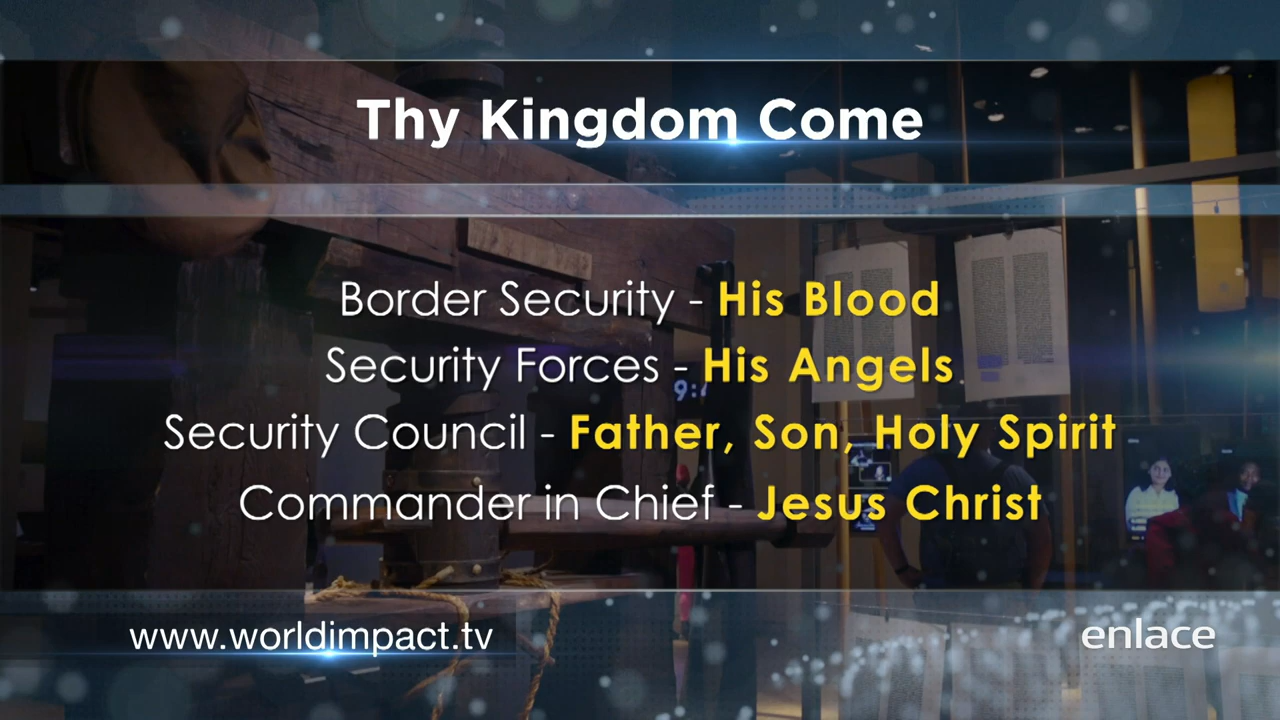 Thy Kingdom Come
Border Security - His Blood
Security Forces - His Angels
Security Council - Father, Son, Holy Spirit
Commander in Chief - Jesus Christ
www.worldimpact.tv
enlace